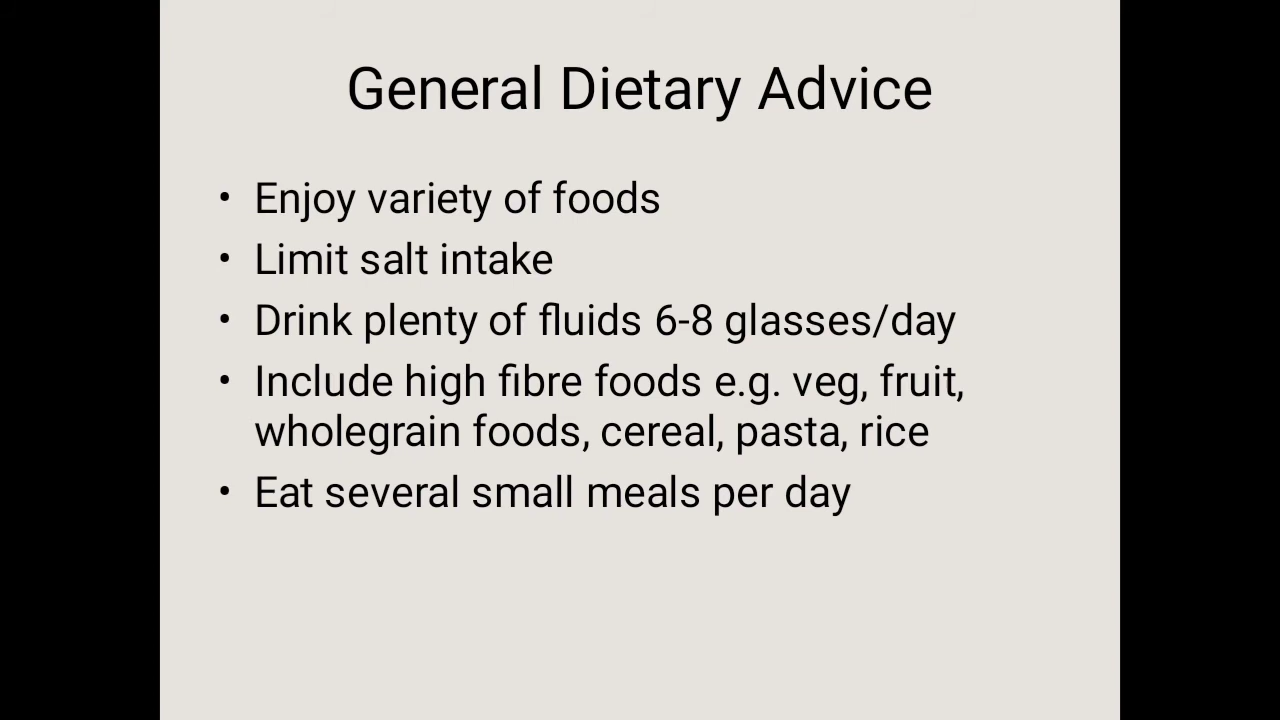 General Dietary Advice
• Enjoy variety of foods
• Limit salt intake
• Drink plenty of fluids 6-8 glasses/day
• Include high fibre foods e.g. veg, fruit,
wholegrain foods, cereal, pasta, rice
• Eat several small meals per day